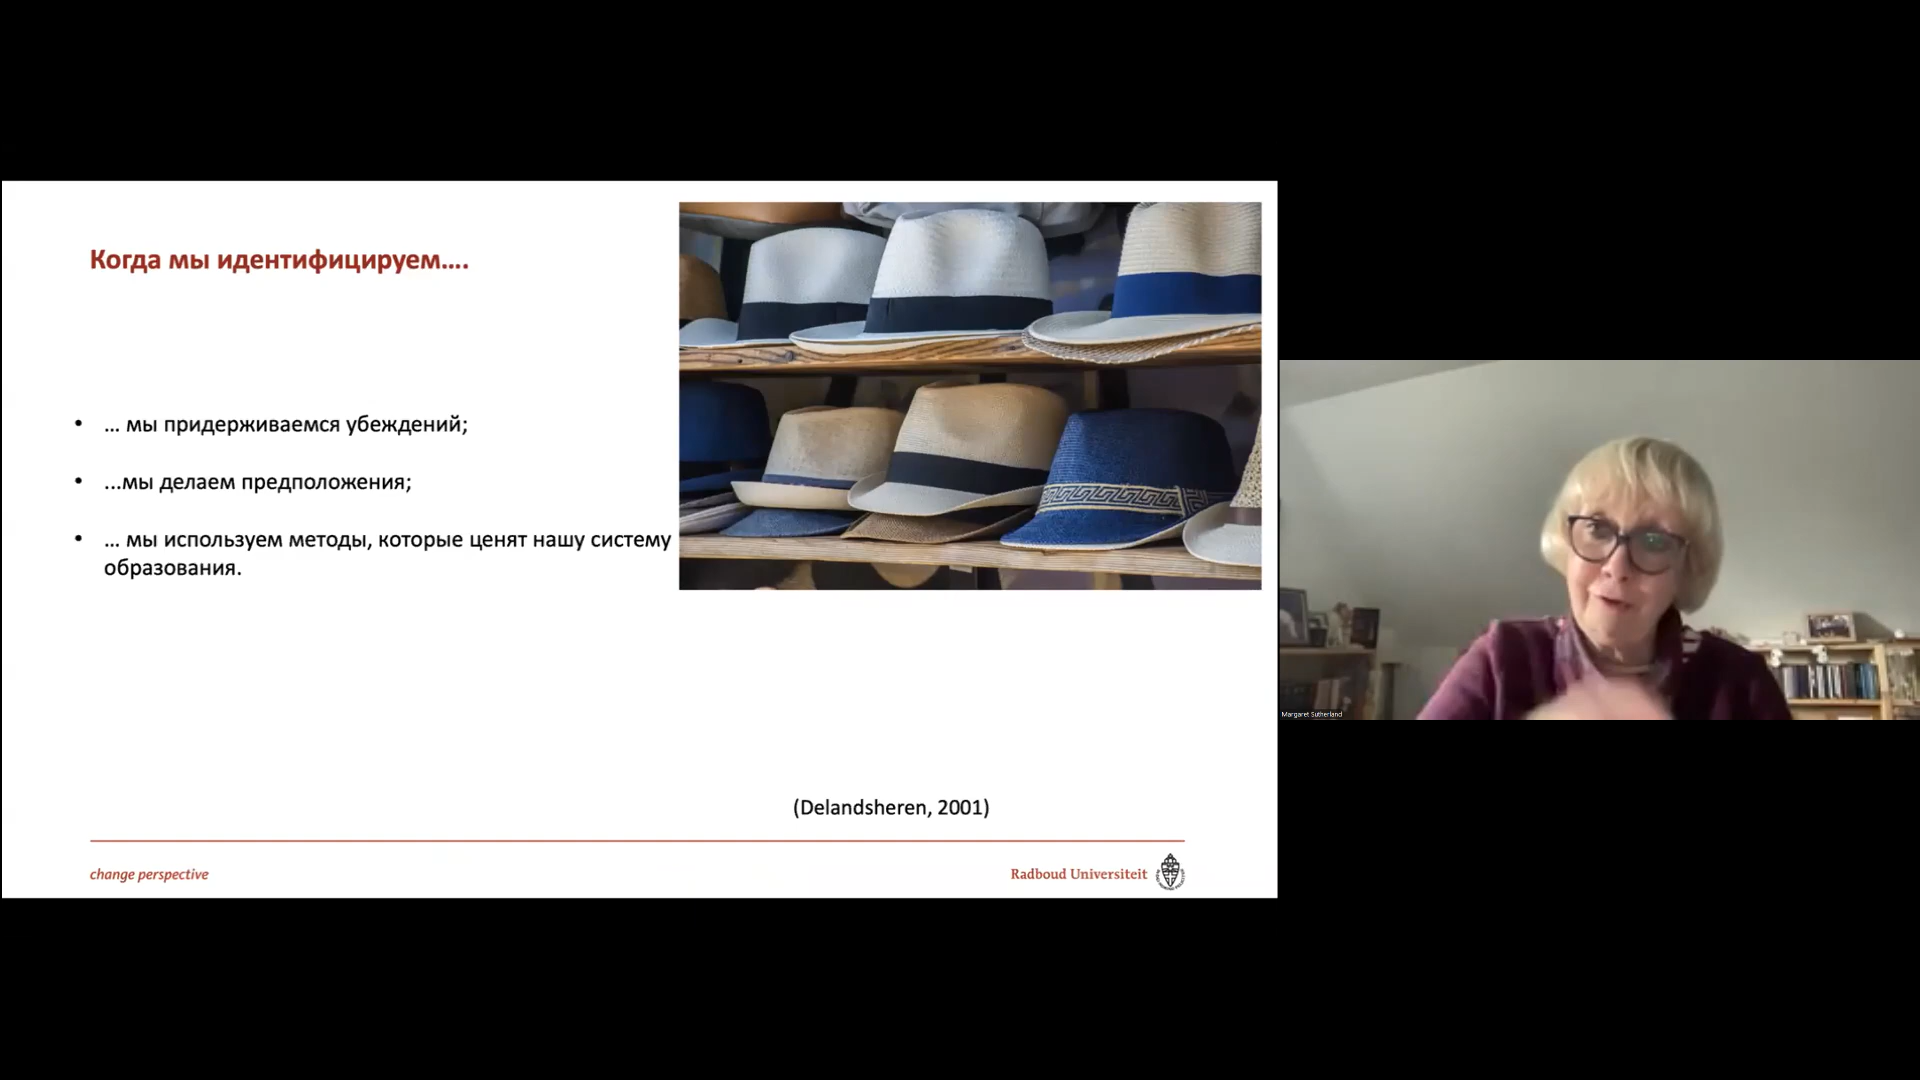 Когда мы идентифицируем....
• ... мы придерживаемся убеждений;
• ...мы делаем предположения;
• ... мы используем методы, которые ценят нашу систему
образования.
(Delandsheren, 2001)
change perspective
Radboud Universiteit
Margaret Sutherland